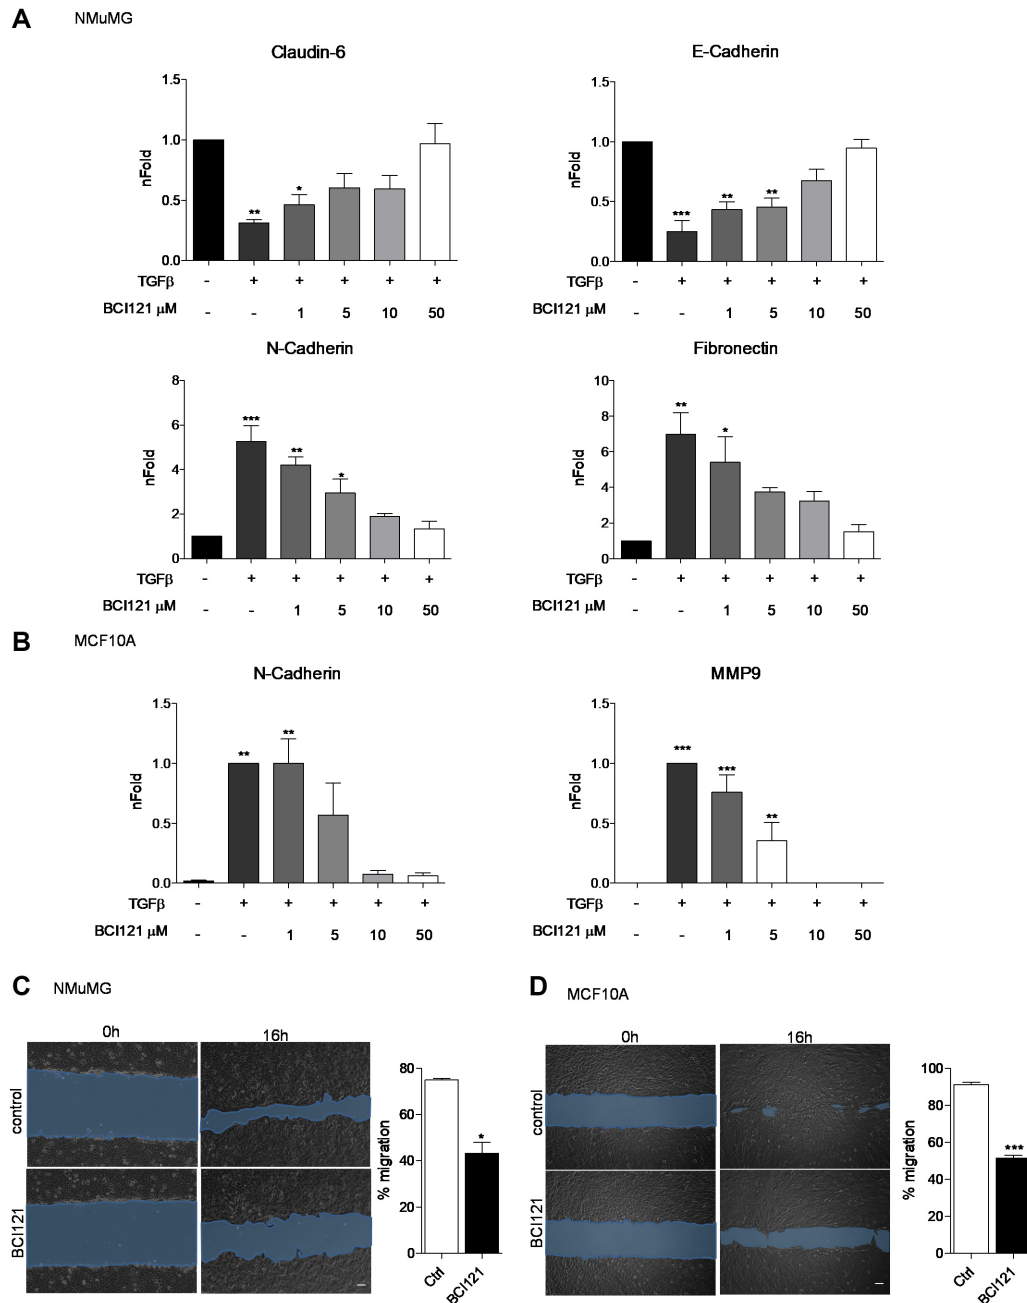 A NMuMG
Claudin-6
nFold
1.5
1.0
0.5
0.0
** *
TGFβ - + + + + +
BCI121 μM - - 1 5 10 50
E-Cadherin
nFold
1.5
1.0
0.5
0.0
*** ** **
TGFβ - + + + + +
BCI121 μM - - 1 5 10 50
N-Cadherin
nFold
8
6
4
2
0
*** ** *
TGFβ - + + + + +
BCI121 μM - - 1 5 10 50
Fibronectin
nFold
10
8
6
4
2
0
** *
TGFβ - + + + + +
BCI121 μM - - 1 5 10 50
B MCF10A
N-Cadherin
nFold
1.5
1.0
0.5
0.0
** **
TGFβ - + + + + +
BCI121 μM - - 1 5 10 50
MMP9
nFold
1.5
1.0
0.5
0.0
*** *** **
TGFβ - + + + + +
BCI121 μM - - 1 5 10 50
C NMuMG
0h 16h
control
BCI121
% migration
80
60
40
20
0
*
Ctrl BCI121
D MCF10A
0h 16h
control
BCI121
% migration
100
80
60
40
20
0
***
Ctrl BCI121